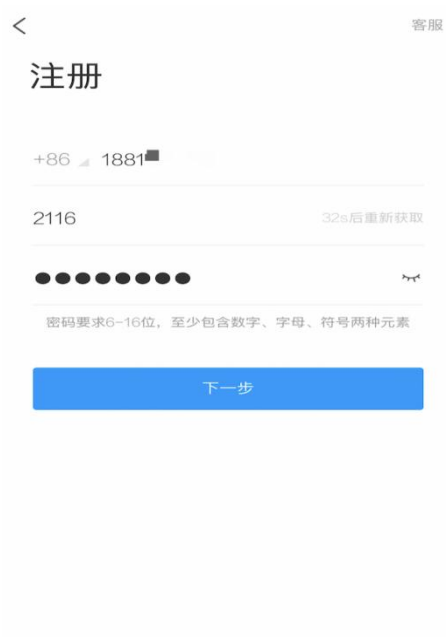 客服
注册
+86 1881
2116 32s后重新获取
密码要求6-16位，至少包含数字、字母、符号两种元素
下一步